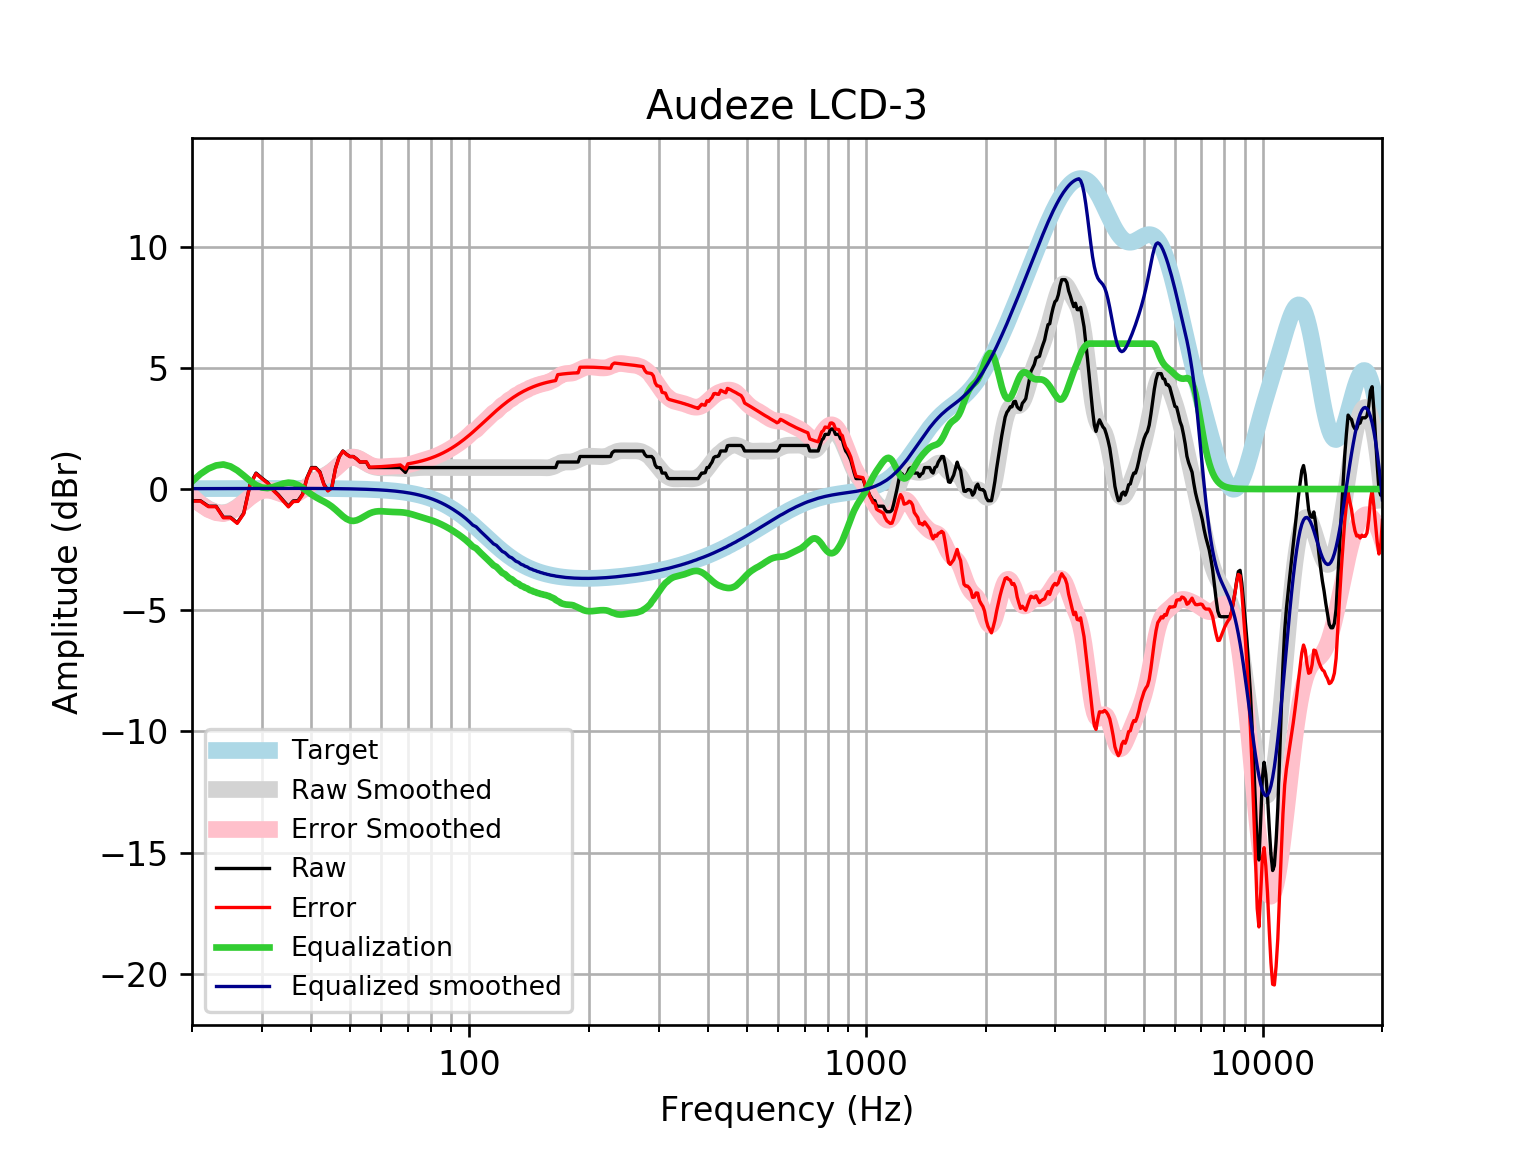 Audeze LCD-3
Amplitude (dBr)
10
5
0
−5
−10
−15
−20
Target
Raw Smoothed
Error Smoothed
Raw
Error
Equalization
Equalized smoothed
100
1000
10000
Frequency (Hz)